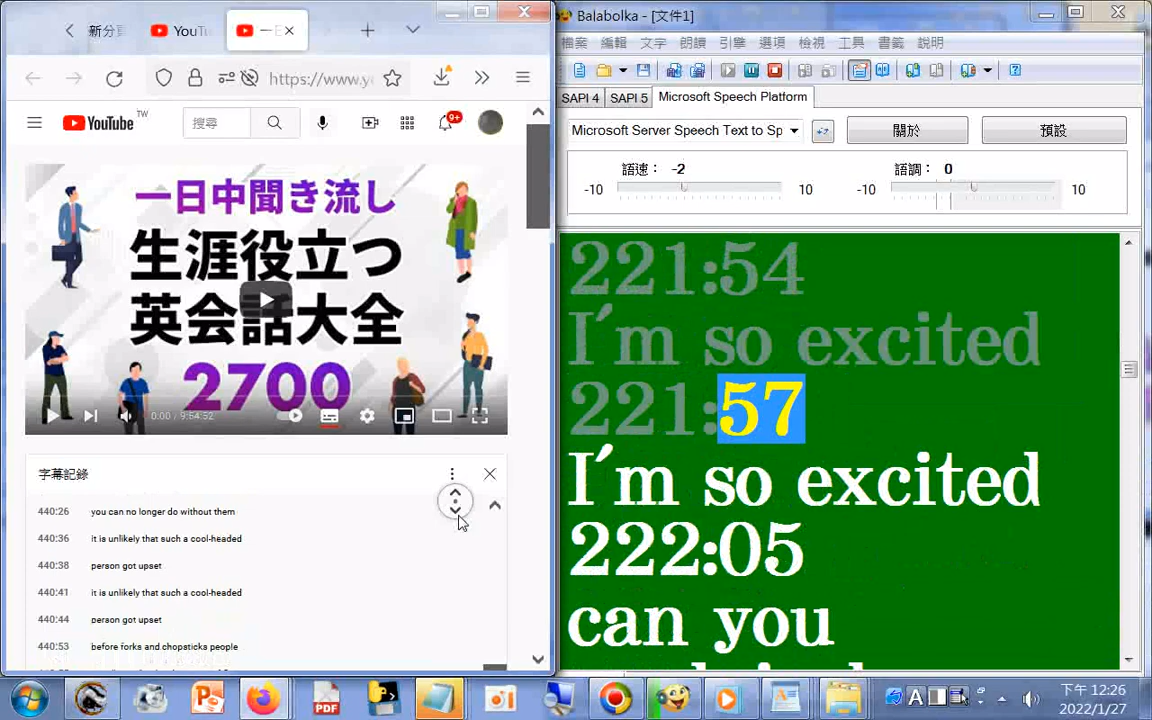 YouTu
一 E
https://www.y
YouTube TW
搜尋
9+
一日中聞き流し
生涯役立つ
英会話大全
2700
0:00 / 9:54:52
字幕記錄
440:26 you can no longer do without them
440:36 it is unlikely that such a cool-headed
440:38 person got upset
440:41 it is unlikely that such a cool-headed
440:44 person got upset
440:53 before forks and chopsticks people
Balabolka - [文件1]
檔案 編輯 文字 朗讀 引擎 選項 檢視 工具 書籤 說明
SAPI 4 SAPI 5 Microsoft Speech Platform
Microsoft Server Speech Text to Sp
關於 預設
語速： -2 語調： 0
-10 10 -10 10
221:54
I'm so excited
221:57
I'm so excited
222:05
can you
PDF
A
下午 12:26
2022/1/27